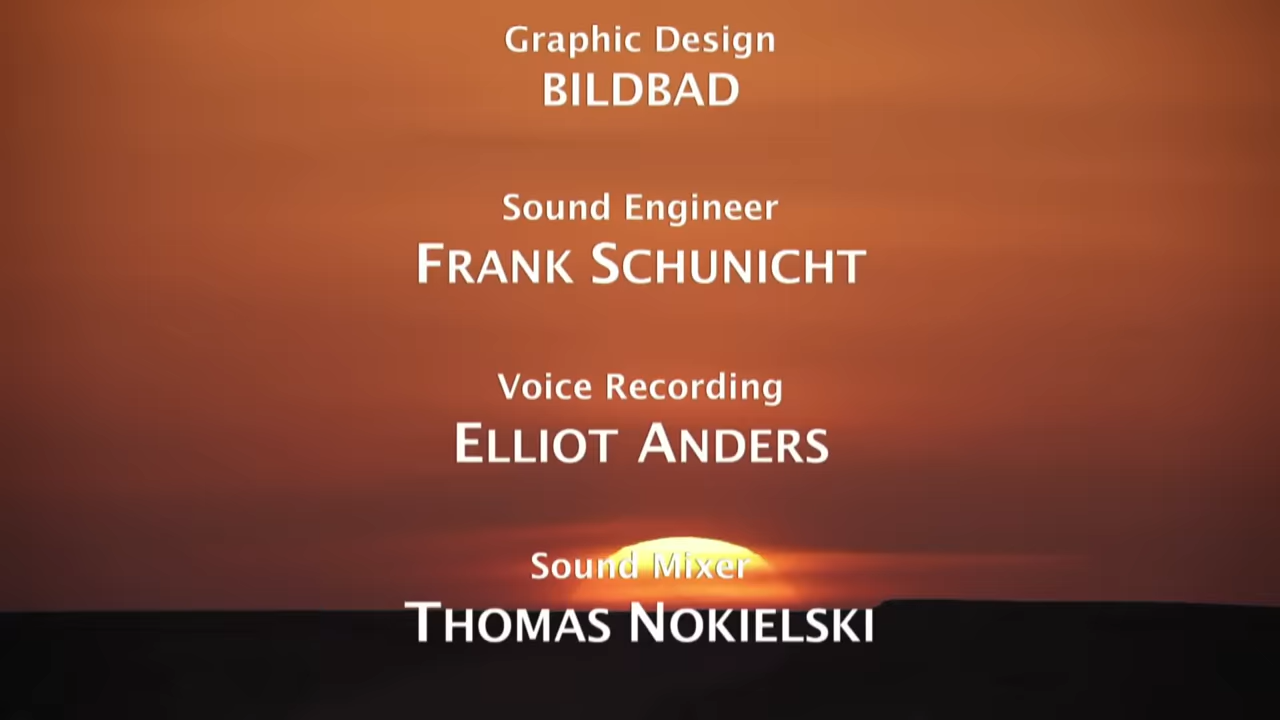 Graphic Design
BILDBAD
Sound Engineer
FRANK SCHUNICHT
Voice Recording
ELLIOT ANDERS
Sound Mixer
THOMAS NOKIELSKI